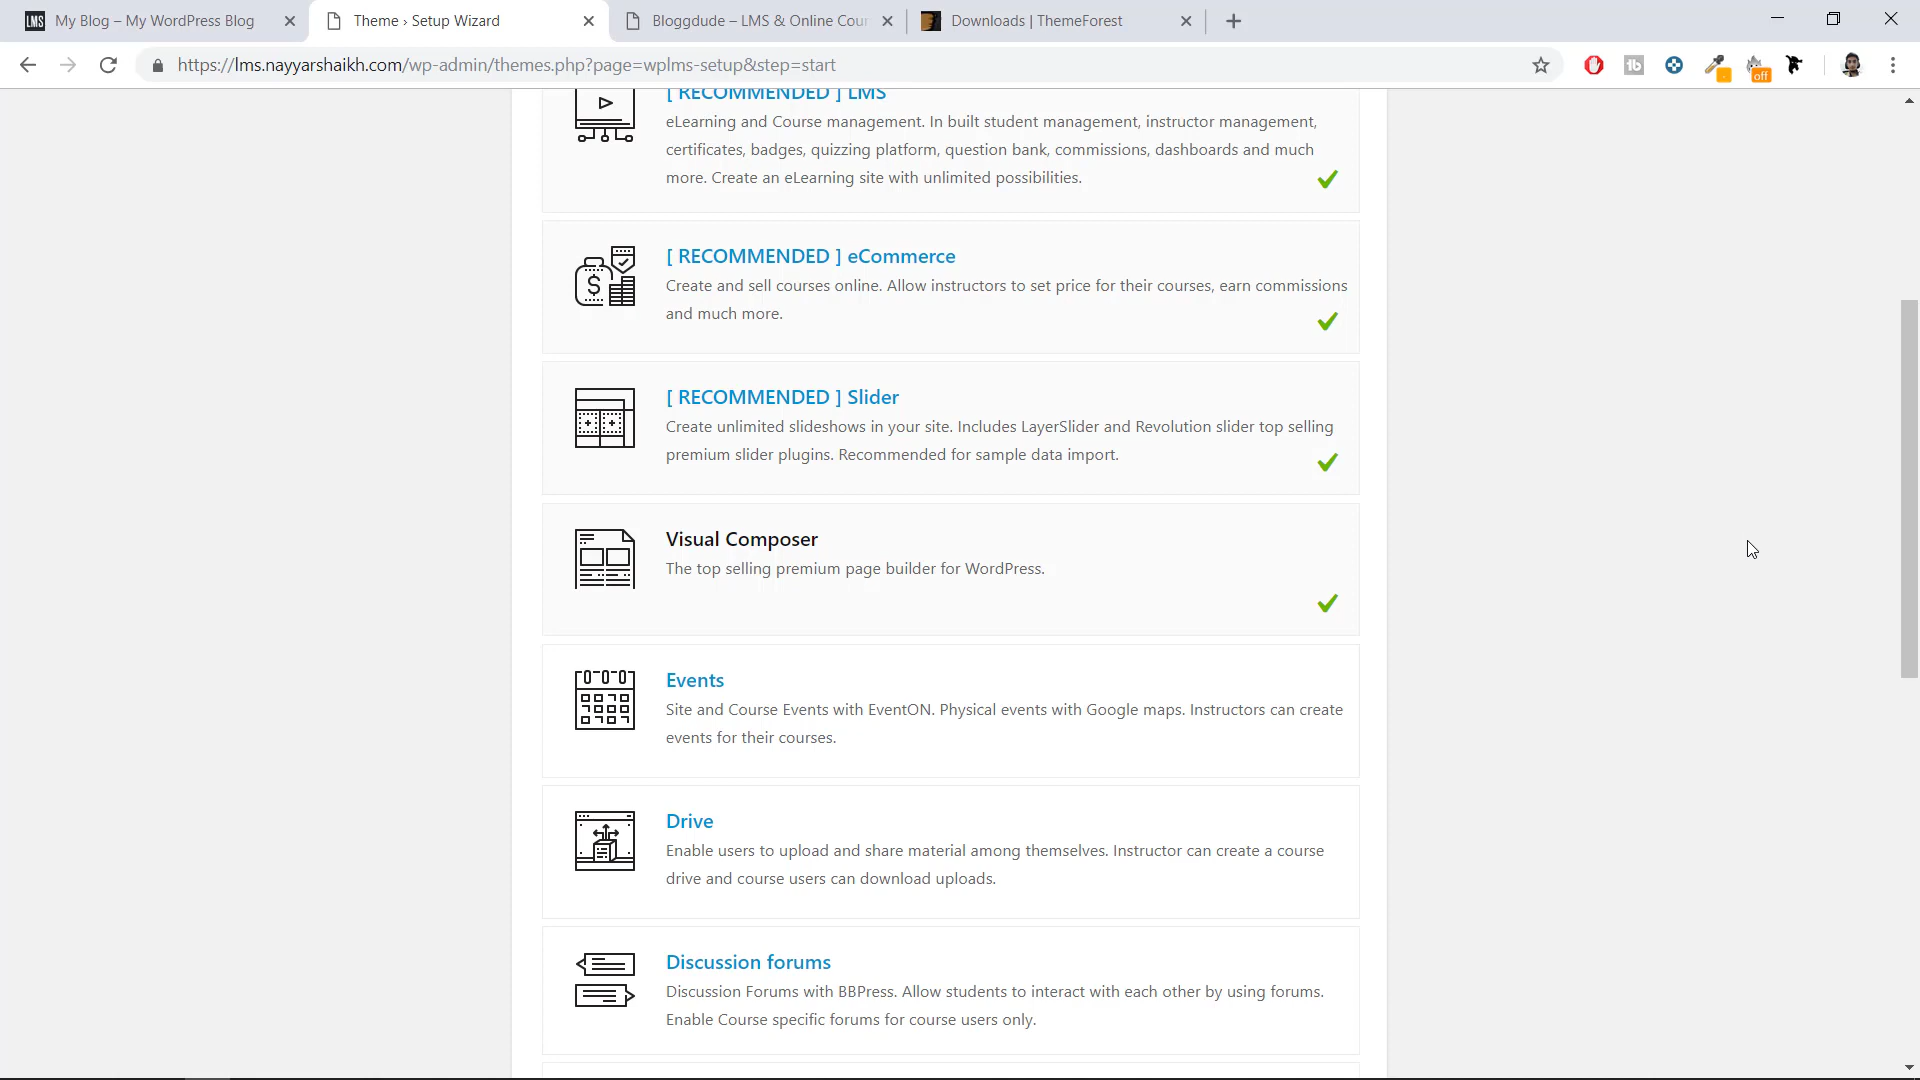 LMS My Blog – My WordPress Blog
Theme › Setup Wizard
Bloggdude – LMS & Online Cour
Downloads | ThemeForest
https://lms.nayyarshaikh.com/wp-admin/themes.php?page=wplms-setup&step=start
tb
off
[ RECOMMENDED ] LMS
eLearning and Course management. In built student management, instructor management,
certificates, badges, quizzing platform, question bank, commissions, dashboards and much
more. Create an eLearning site with unlimited possibilities.
[ RECOMMENDED ] eCommerce
Create and sell courses online. Allow instructors to set price for their courses, earn commissions
and much more.
[ RECOMMENDED ] Slider
Create unlimited slideshows in your site. Includes LayerSlider and Revolution slider top selling
premium slider plugins. Recommended for sample data import.
Visual Composer
The top selling premium page builder for WordPress.
Events
Site and Course Events with EventON. Physical events with Google maps. Instructors can create
events for their courses.
Drive
Enable users to upload and share material among themselves. Instructor can create a course
drive and course users can download uploads.
Discussion forums
Discussion Forums with BBPress. Allow students to interact with each other by using forums.
Enable Course specific forums for course users only.